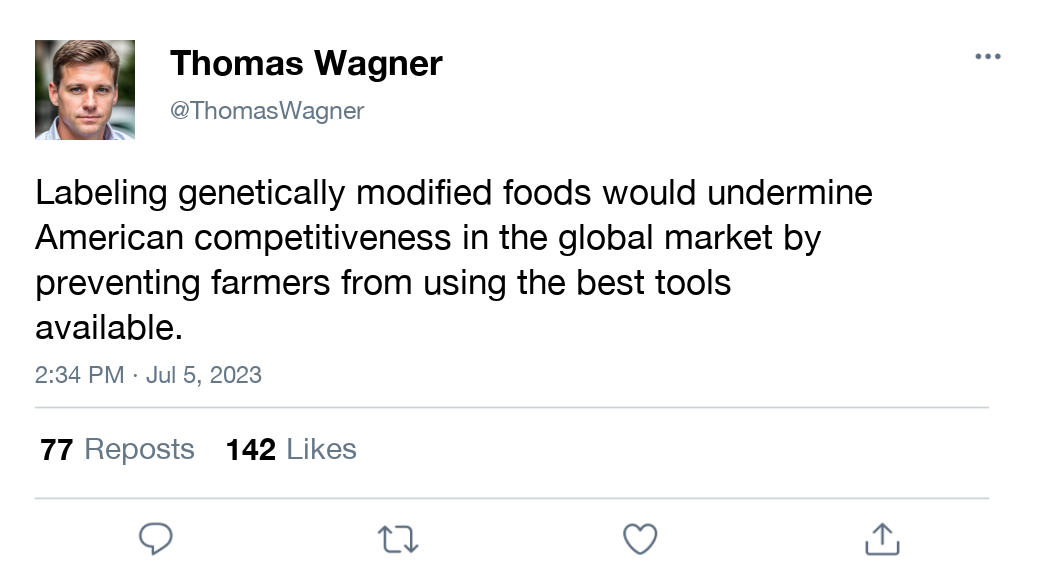 Thomas Wagner
@ThomasWagner
Labeling genetically modified foods would undermine
American competitiveness in the global market by
preventing farmers from using the best tools
available.
2:34 PM · Jul 5, 2023
77 Reposts 142 Likes